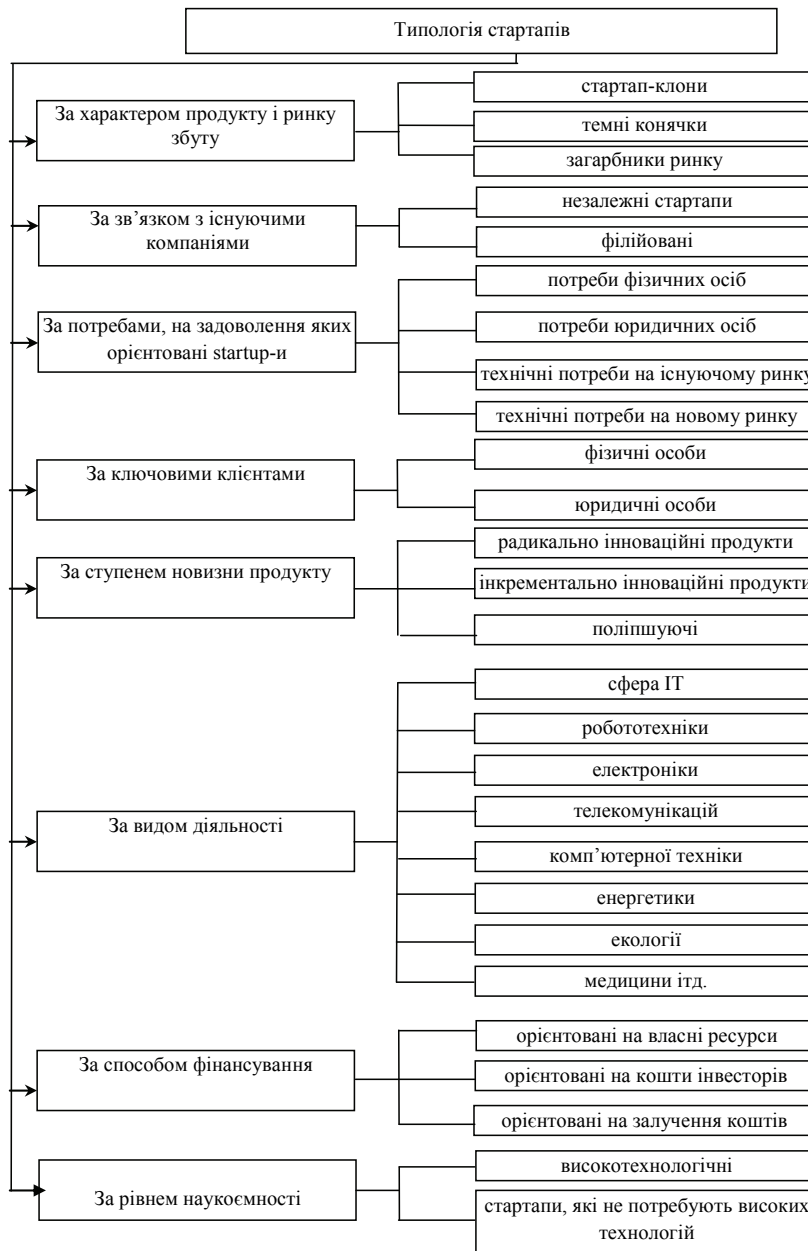 Типологія стартапів
За характером продукту і ринку
збуту
стартап-клони
темні конячки
загарбники ринку
За зв’язком з існуючими
компаніями
незалежні стартапи
філійовані
За потребами, на задоволення яких
орієнтовані startup-и
потреби фізичних осіб
потреби юридичних осіб
технічні потреби на існуючому ринку
технічні потреби на новому ринку
За ключовими клієнтами
фізичні особи
юридичні особи
За ступенем новизни продукту
радикально інноваційні продукти
інкрементально інноваційні продукти
поліпшуючі
За видом діяльності
сфера ІТ
робототехніки
електроніки
телекомунікацій
комп’ютерної техніки
енергетики
екології
медицини ітд.
За способом фінансування
орієнтовані на власні ресурси
орієнтовані на кошти інвесторів
орієнтовані на залучення коштів
За рівнем наукоємності
високотехнологічні
стартапи, які не потребують високих
технологій